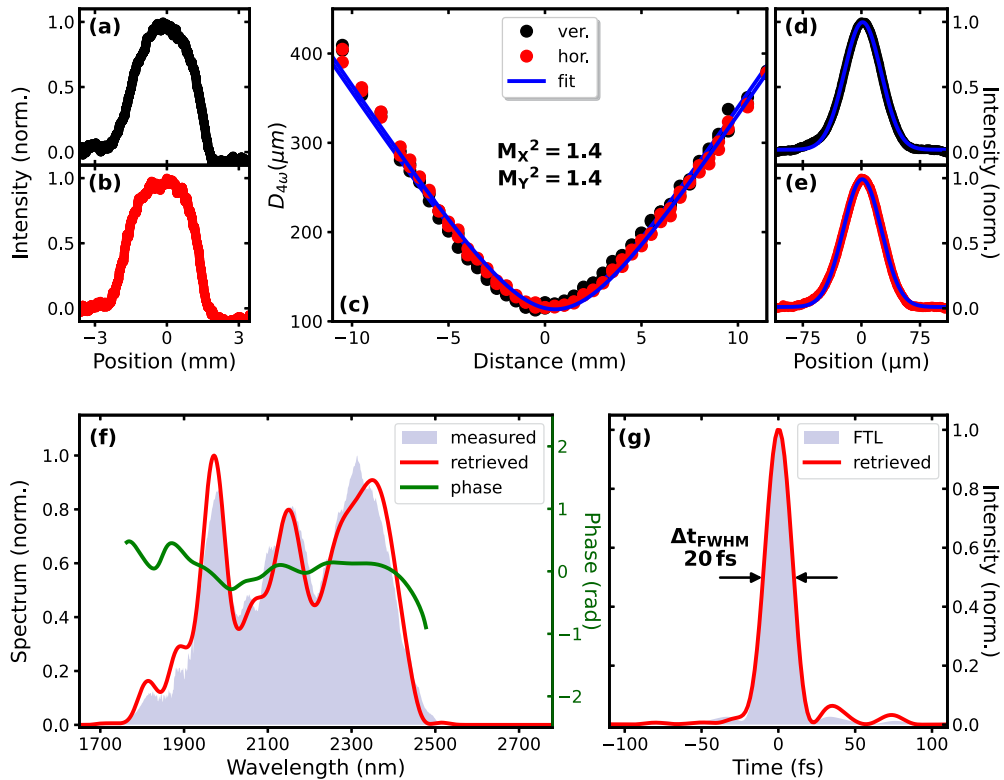 (a)
1.0
0.5
0.0
(b)
1.0
0.5
0.0
Intensity (norm.)
−3
0
3
Position (mm)
400
300
200
100
D4ω(μm)
ver.
hor.
fit
MX² = 1.4
MY² = 1.4
(c)
−10
−5
0
5
10
Distance (mm)
(d)
1.0
0.5
0.0
(e)
1.0
0.5
0.0
Intensity (norm.)
−75
0
75
Position (μm)
(f)
measured
retrieved
phase
1.0
0.8
0.6
0.4
0.2
0.0
Spectrum (norm.)
2
1
0
−1
−2
Phase (rad)
1700
1900
2100
2300
2500
2700
Wavelength (nm)
(g)
FTL
retrieved
ΔtFWHM
20 fs
1.0
0.8
0.6
0.4
0.2
0.0
Intensity (norm.)
−100
−50
0
50
100
Time (fs)